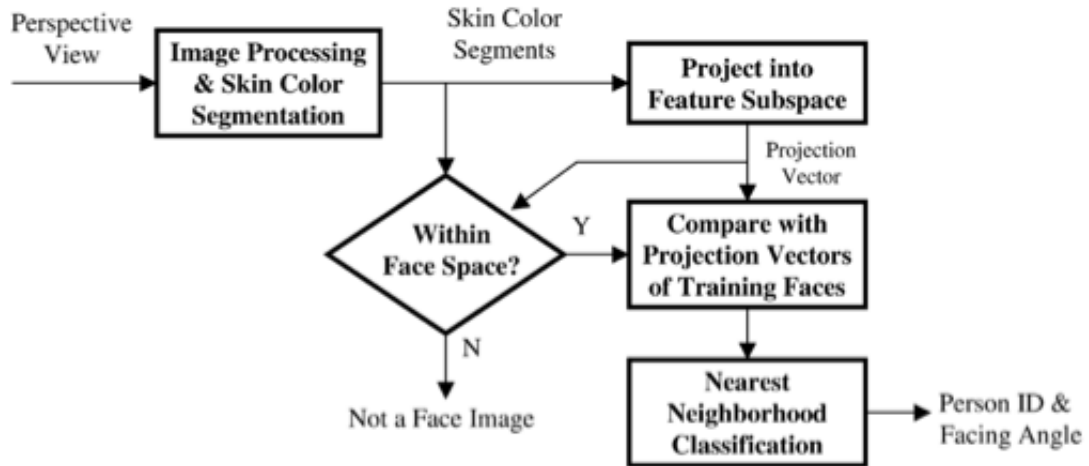 Perspective
View
Image Processing
& Skin Color
Segmentation
Skin Color
Segments
Project into
Feature Subspace
Projection
Vector
Within
Face Space?
Y
Compare with
Projection Vectors
of Training Faces
N
Not a Face Image
Nearest
Neighborhood
Classification
Person ID &
Facing Angle